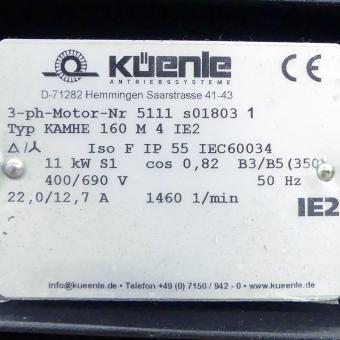 KÜENLE
ANTRIEBSSYSTEME
CE
D-71282 Hemmingen Saarstrasse 41-43
3-ph-Motor-Nr 5111 s01803 1
Typ KAMHE 160 M 4 IE2
Δ/⅄ Iso F IP 55 IEC60034
11 kW S1 cos 0,82 B3/B5(350)
400/690 V 50 Hz
22,0/12,7 A 1460 1/min
IE2
info@kueenle.de • Telefon +49 (0) 7150 / 942 - 0 • www.kueenle.de